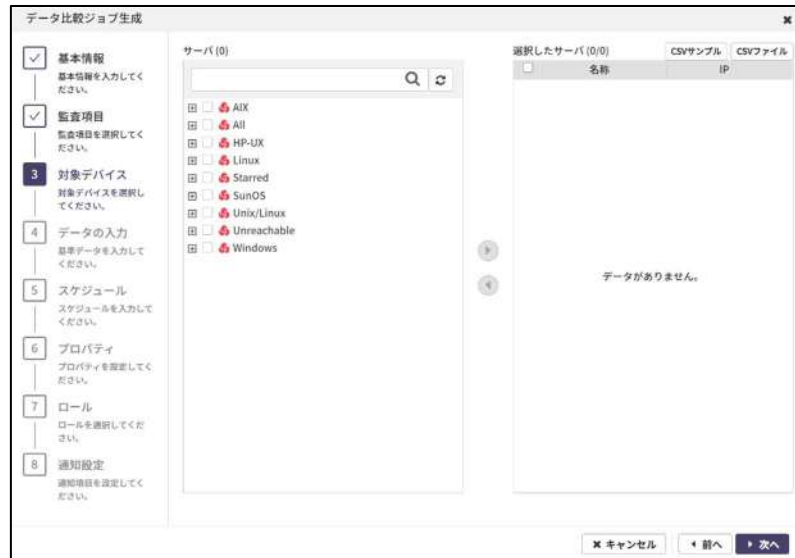 データ比較ジョブ生成
基本情報
基本情報を入力してく
ださい。
監査項目
監査項目を選択してく
ださい。
3 対象デバイス
対象デバイスを選択し
てください。
4 データの入力
基準データを入力して
ください。
5 スケジュール
スケジュールを入力して
ください。
6 プロパティ
プロパティを設定してく
ださい。
7 ロール
ロールを選択してくだ
さい。
8 通知設定
通知項目を設定してく
ださい。
サーバ (0)
AIX
All
HP-UX
Linux
Starred
SunOS
Unix/Linux
Unreachable
Windows
選択したサーバ (0/0) CSVサンプル CSVファイル
名称 IP
データがありません。
キャンセル 前へ 次へ